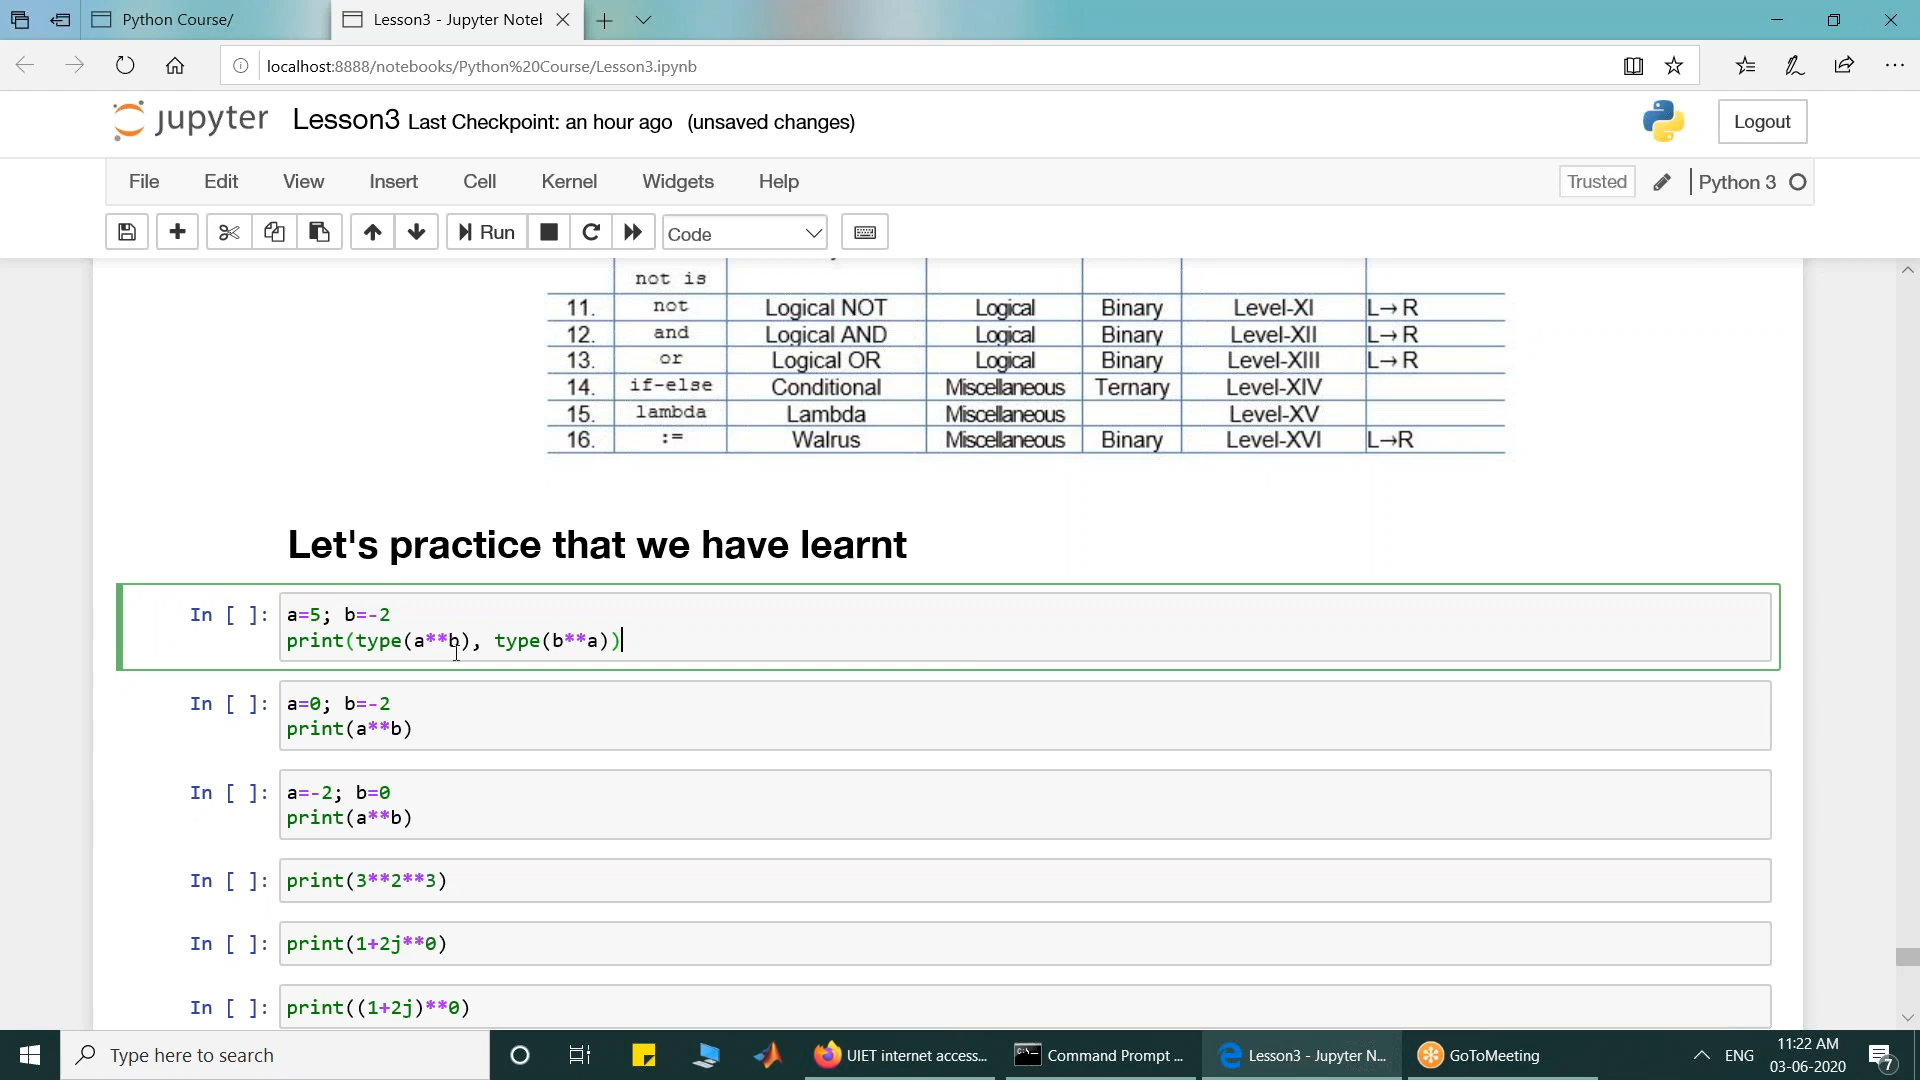 Python Course/
Lesson3 - Jupyter Notel
localhost:8888/notebooks/Python%20Course/Lesson3.ipynb
jupyter Lesson3 Last Checkpoint: an hour ago (unsaved changes)
Logout
File Edit View Insert Cell Kernel Widgets Help
Trusted Python 3
Run Code
not is
11. not Logical NOT Logical Binary Level-XI L→R
12. and Logical AND Logical Binary Level-XII L→R
13. or Logical OR Logical Binary Level-XIII L→R
14. if-else Conditional Miscellaneous Ternary Level-XIV
15. lambda Lambda Miscellaneous Level-XV
16. := Walrus Miscellaneous Binary Level-XVI L→R
Let's practice that we have learnt
In [ ]: a=5; b=-2
print(type(a**b), type(b**a))
In [ ]: a=0; b=-2
print(a**b)
In [ ]: a=-2; b=0
print(a**b)
In [ ]: print(3**2**3)
In [ ]: print(1+2j**0)
In [ ]: print((1+2j)**0)
Type here to search
UIET internet access...
Command Prompt ...
Lesson3 - Jupyter N...
GoToMeeting
ENG
11:22 AM
03-06-2020
7